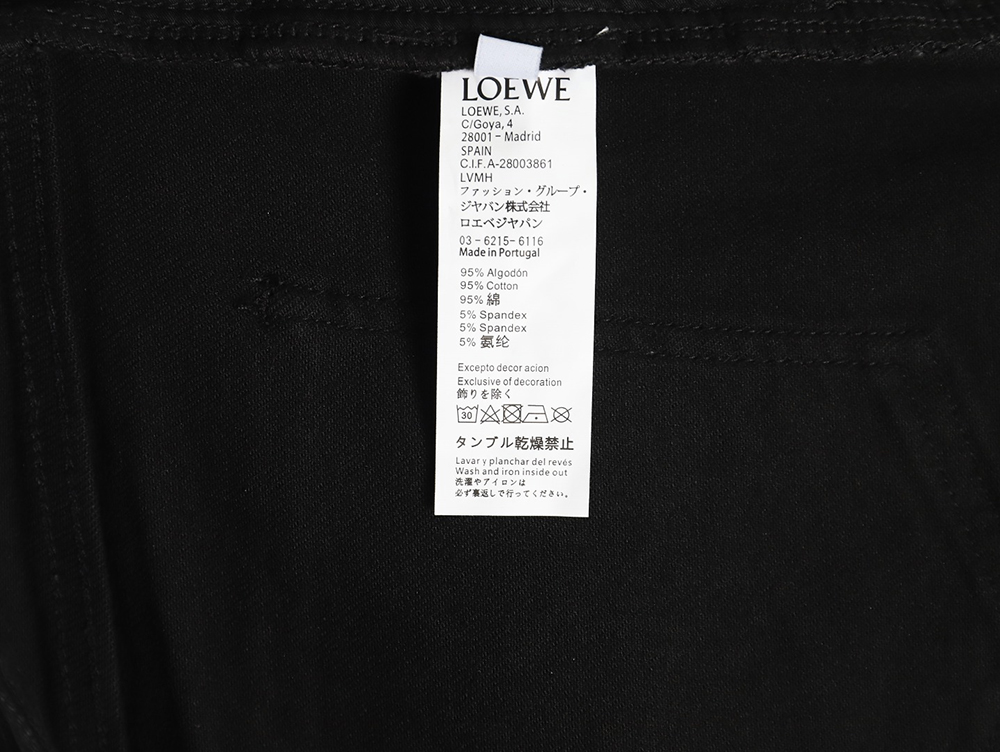 LOEWE
LOEWE, S.A.
C/Goya, 4
28001 - Madrid
SPAIN
C.I.F. A-28003861
LVMH
ファッション・グループ・
ジヤパン株式会社
ロエベジヤパン
03 - 6215- 6116
Made in Portugal
95% Algodón
95% Cotton
95% 綿
5% Spandex
5% Spandex
5% 氨纶
Excepto decor acion
Exclusive of decoration
飾りを除く
30
タンブル乾燥禁止
Lavar y planchar del revés
Wash and iron inside out
洗濯やアイロンは
必ず裏返しで行ってください。